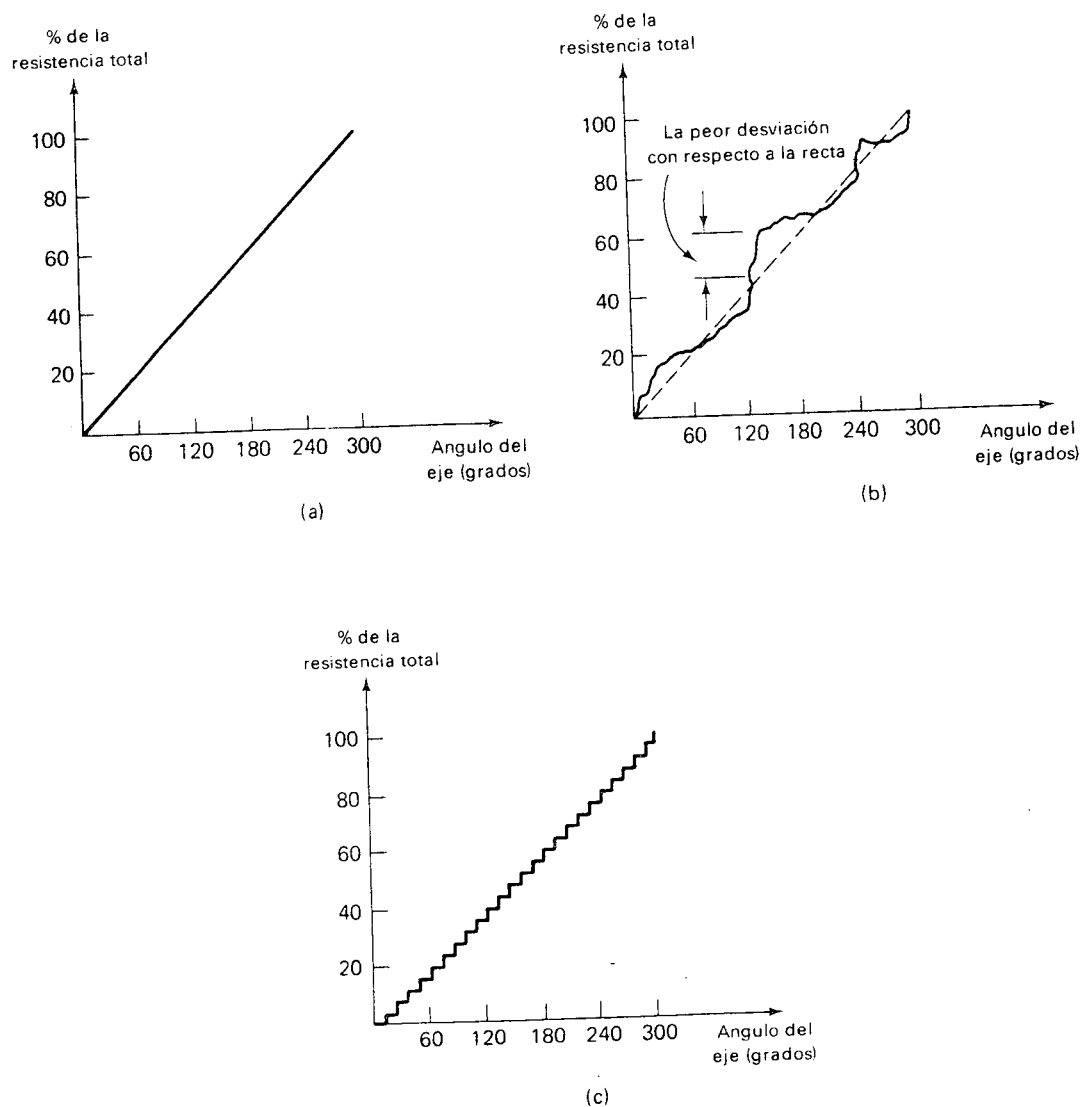 % de la
resistencia total
100
80
60
40
20
60 120 180 240 300
Angulo del
eje (grados)
(a)
% de la
resistencia total
100
80
60
40
20
La peor desviación
con respecto a la recta
60 120 180 240 300
Angulo del
eje (grados)
(b)
% de la
resistencia total
100
80
60
40
20
60 120 180 240 300
Angulo del
eje (grados)
(c)